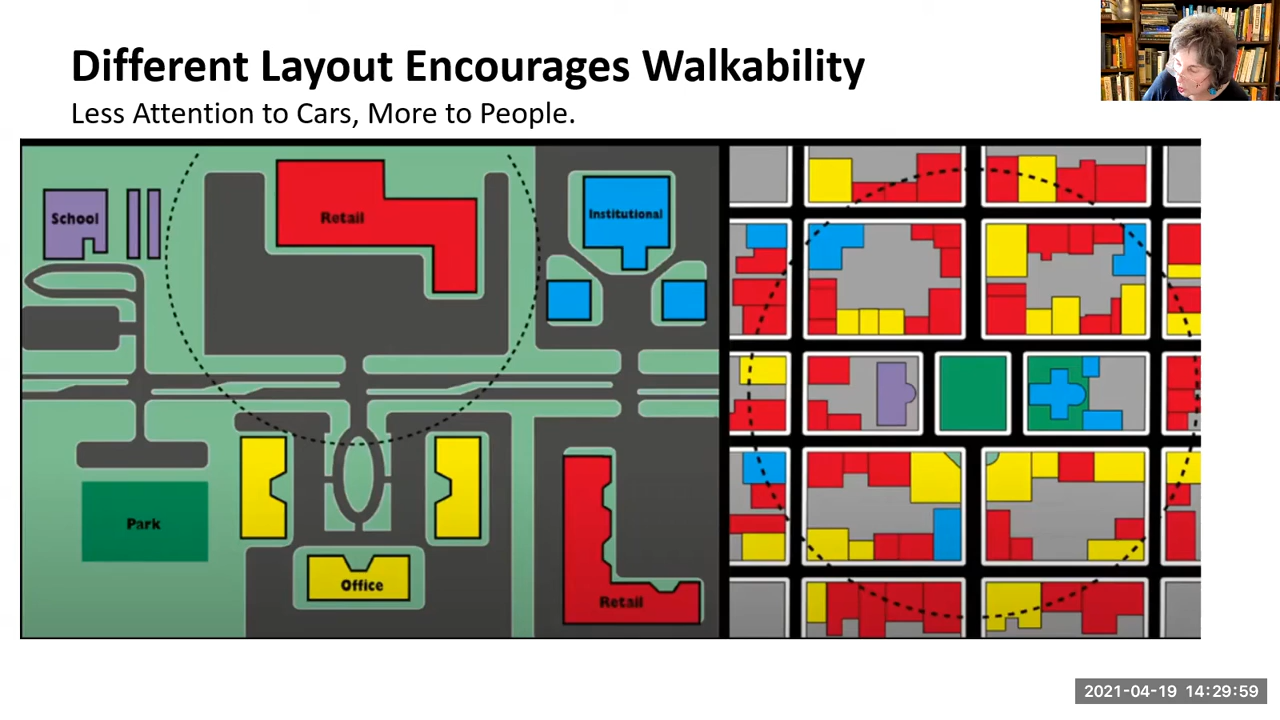 Different Layout Encourages Walkability
Less Attention to Cars, More to People.
School
Retail
Institutional
Park
Office
Retail
2021-04-19 14:29:59